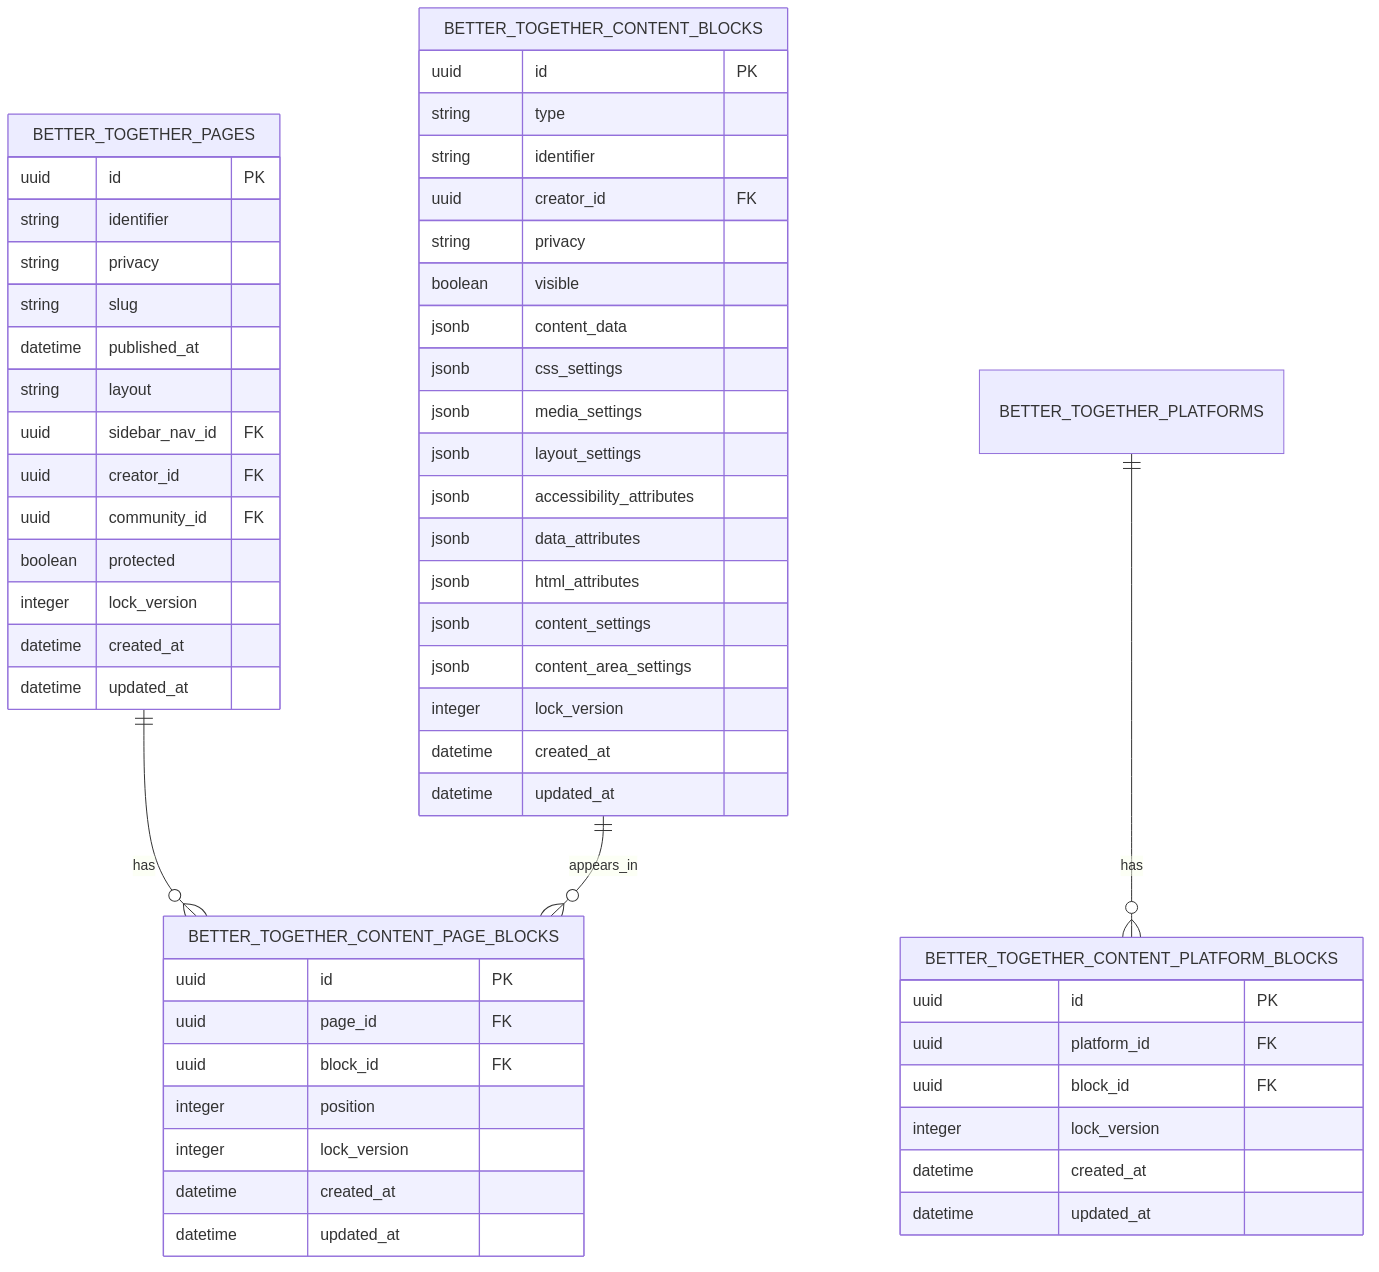 BETTER_TOGETHER_CONTENT_BLOCKS
uuid id PK
string type
string identifier
uuid creator_id FK
string privacy
boolean visible
jsonb content_data
jsonb css_settings
jsonb media_settings
jsonb layout_settings
jsonb accessibility_attributes
jsonb data_attributes
jsonb html_attributes
jsonb content_settings
jsonb content_area_settings
integer lock_version
datetime created_at
datetime updated_at
BETTER_TOGETHER_PAGES
uuid id PK
string identifier
string privacy
string slug
datetime published_at
string layout
uuid sidebar_nav_id FK
uuid creator_id FK
uuid community_id FK
boolean protected
integer lock_version
datetime created_at
datetime updated_at
BETTER_TOGETHER_PLATFORMS
has
appears_in
has
BETTER_TOGETHER_CONTENT_PAGE_BLOCKS
uuid id PK
uuid page_id FK
uuid block_id FK
integer position
integer lock_version
datetime created_at
datetime updated_at
BETTER_TOGETHER_CONTENT_PLATFORM_BLOCKS
uuid id PK
uuid platform_id FK
uuid block_id FK
integer lock_version
datetime created_at
datetime updated_at